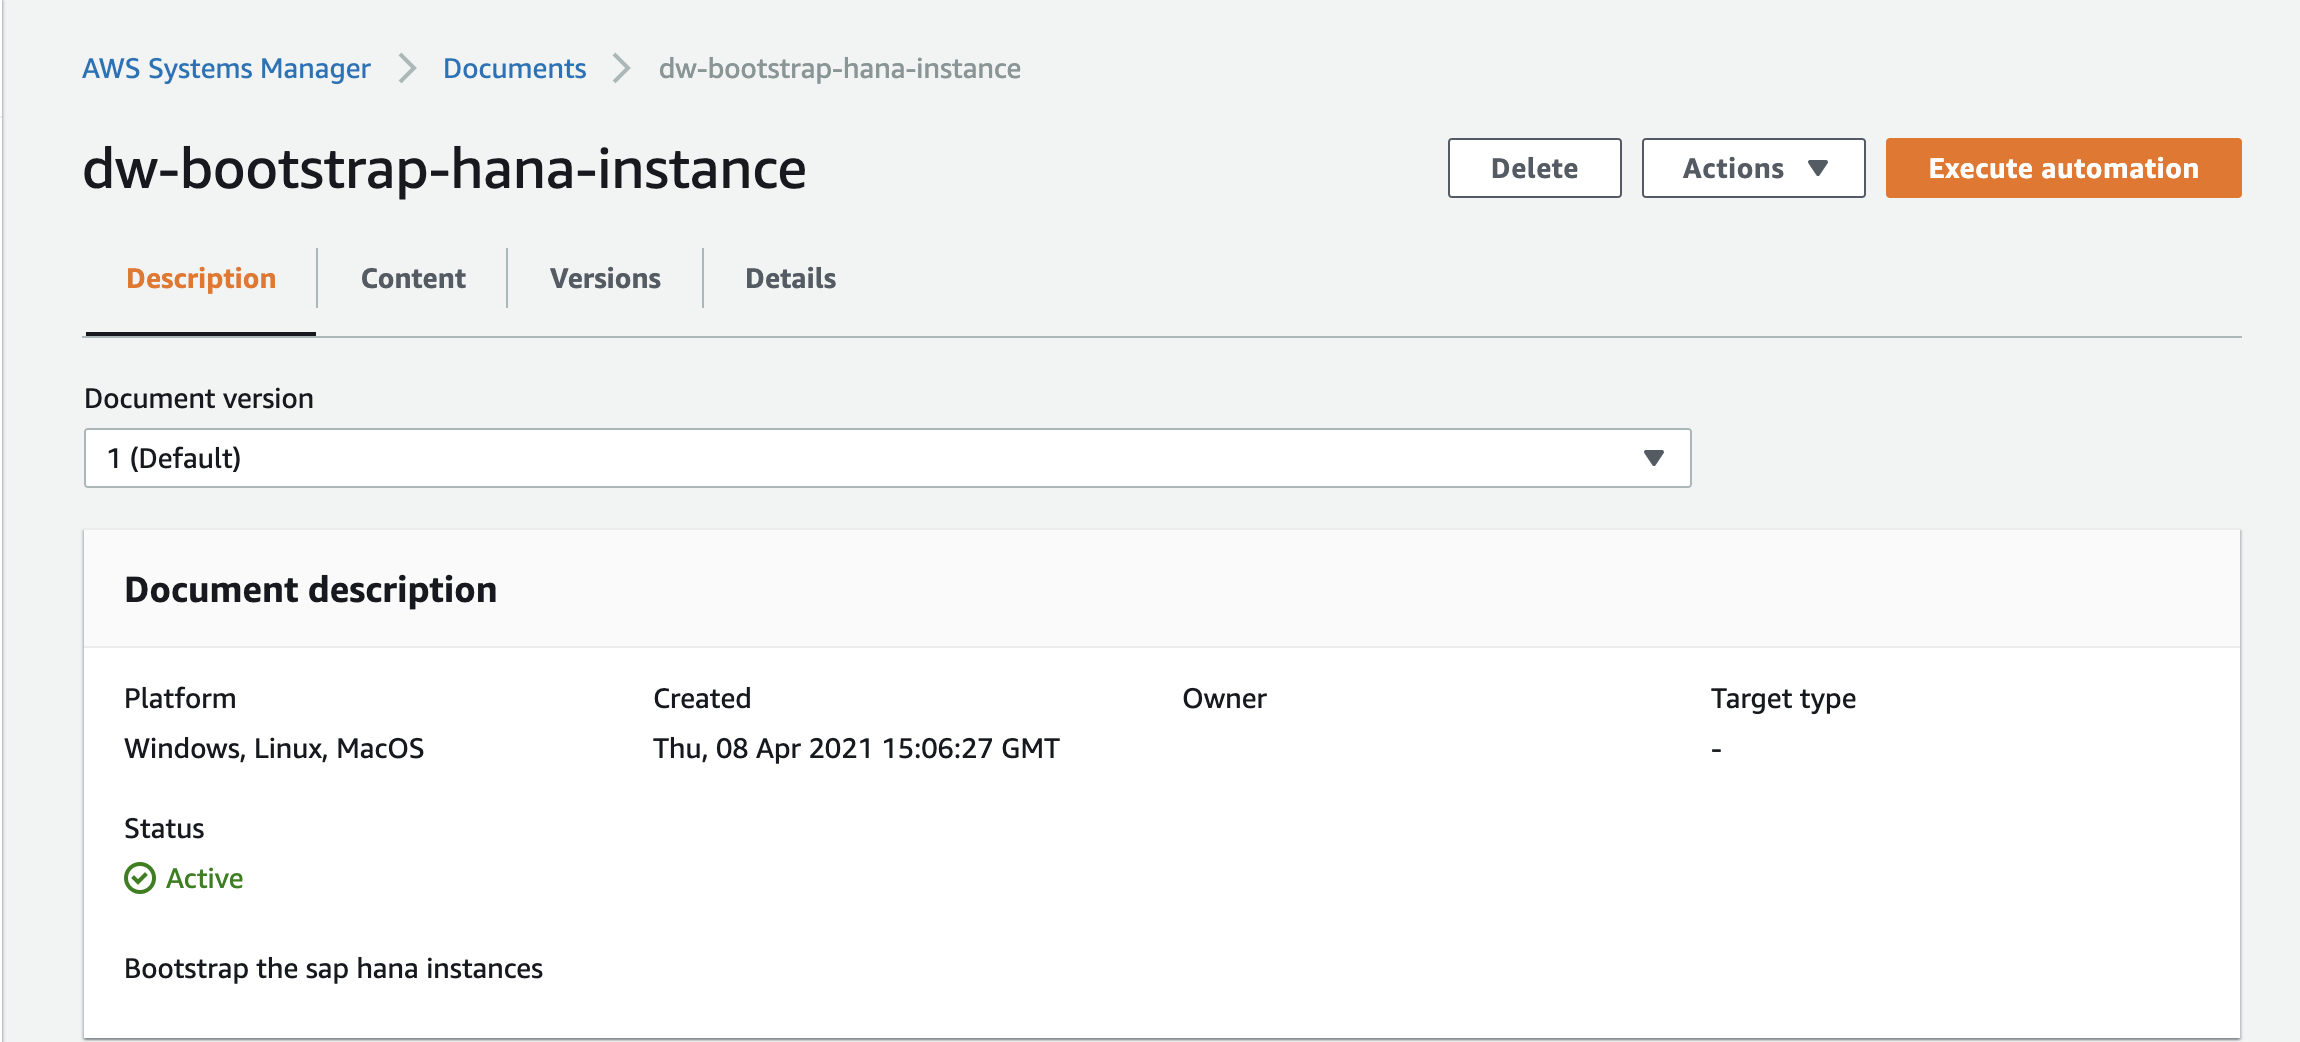 AWS Systems Manager > Documents > dw-bootstrap-hana-instance
dw-bootstrap-hana-instance
Delete Actions Execute automation
Description Content Versions Details
Document version
1 (Default)
Document description
Platform Created Owner Target type
Windows, Linux, MacOS Thu, 08 Apr 2021 15:06:27 GMT -
Status
Active
Bootstrap the sap hana instances